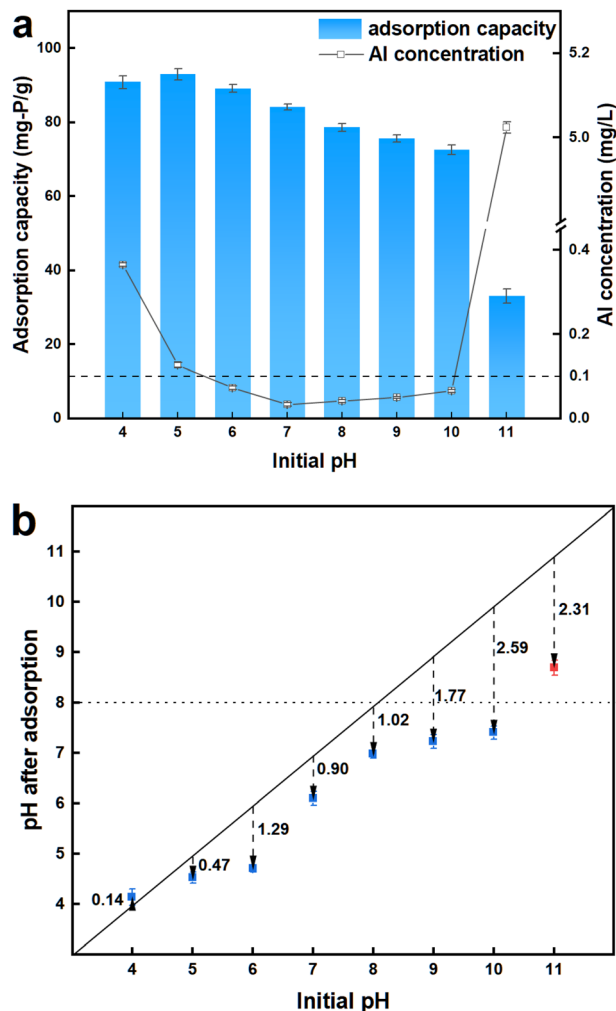 a
adsorption capacity
Al concentration
Adsorption capacity (mg-P/g)
100
80
60
40
20
0
5.2
5.0
0.4
0.2
0.1
0.0
Al concentration (mg/L)
4 5 6 7 8 9 10 11
Initial pH
b
pH after adsorption
11
10
9
8
7
6
5
4
0.14
0.47
1.29
0.90
1.02
1.77
2.59
2.31
4 5 6 7 8 9 10 11
Initial pH